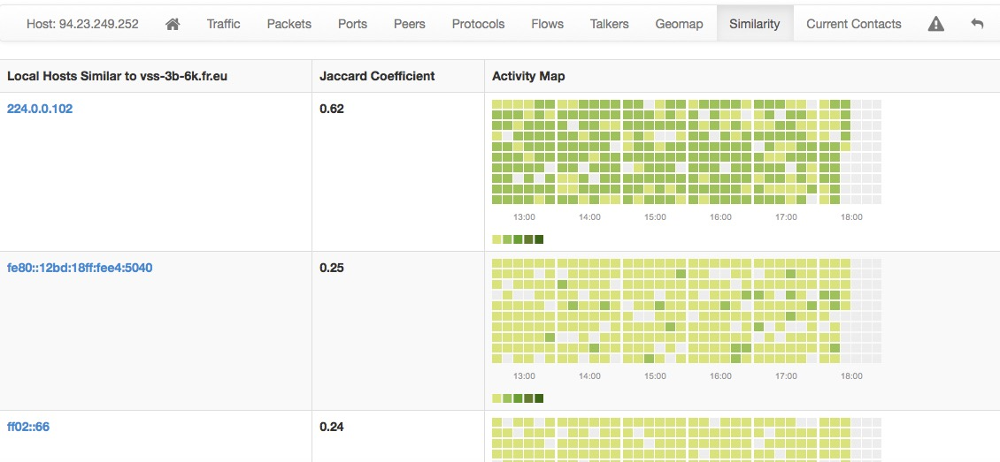 Host: 94.23.249.252 Traffic Packets Ports Peers Protocols Flows Talkers Geomap Similarity Current Contacts
Local Hosts Similar to vss-3b-6k.fr.eu Jaccard Coefficient Activity Map
224.0.0.102 0.62
13:00 14:00 15:00 16:00 17:00 18:00
fe80::12bd:18ff:fee4:5040 0.25
13:00 14:00 15:00 16:00 17:00 18:00
ff02::66 0.24